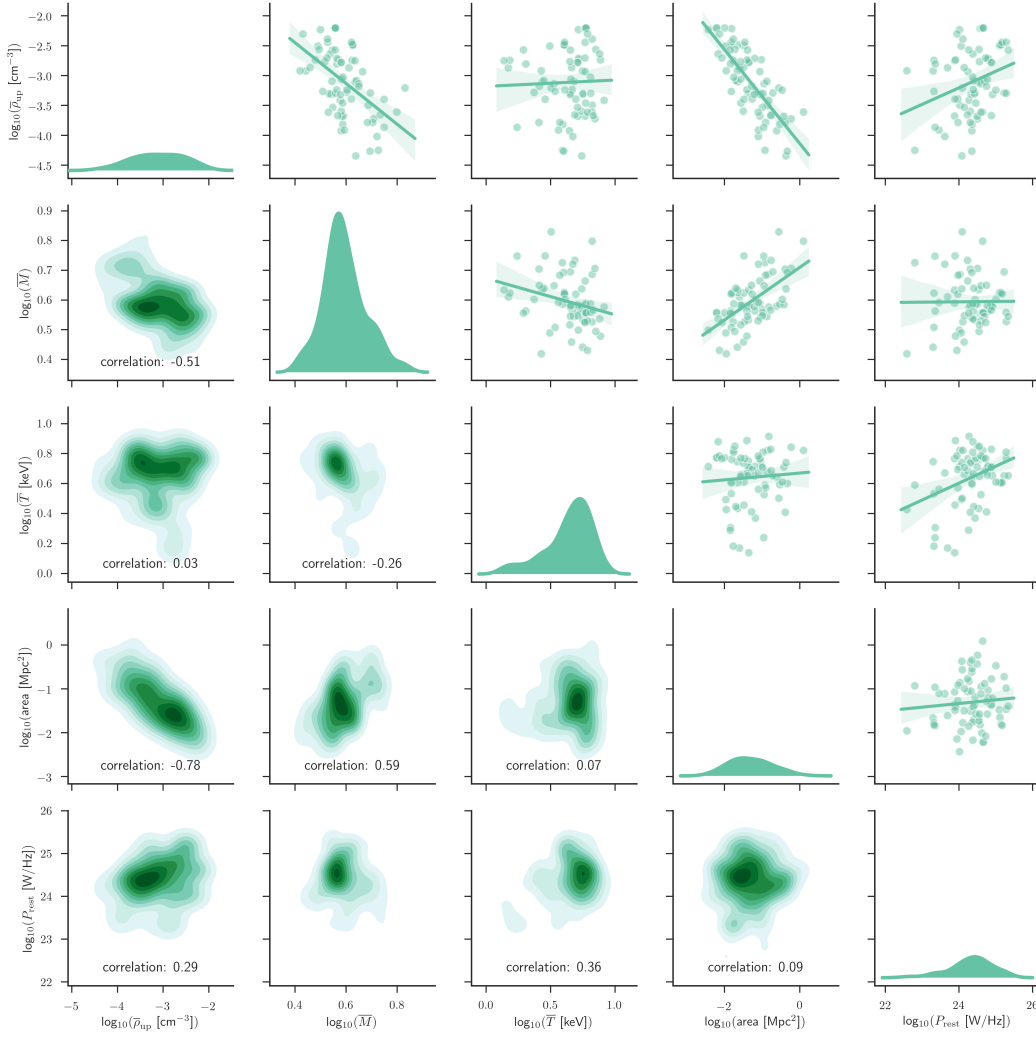 log₁₀(ρ̅_up [cm⁻³])
−2.0
−2.5
−3.0
−3.5
−4.0
−4.5
log₁₀(M̅)
0.9
0.8
0.7
0.6
0.5
0.4
correlation: -0.51
log₁₀(T̅ [keV])
1.0
0.8
0.6
0.4
0.2
0.0
correlation: 0.03
correlation: -0.26
log₁₀(area [Mpc²])
0
−1
−2
−3
correlation: -0.78
correlation: 0.59
correlation: 0.07
log₁₀(P_rest [W/Hz])
26
25
24
23
22
correlation: 0.29
correlation: 0.36
correlation: 0.09
−5 −4 −3 −2 −1
0.4 0.6 0.8
0.0 0.5 1.0
−2 0
22 24 26
log₁₀(ρ̅_up [cm⁻³])
log₁₀(M̅)
log₁₀(T̅ [keV])
log₁₀(area [Mpc²])
log₁₀(P_rest [W/Hz])